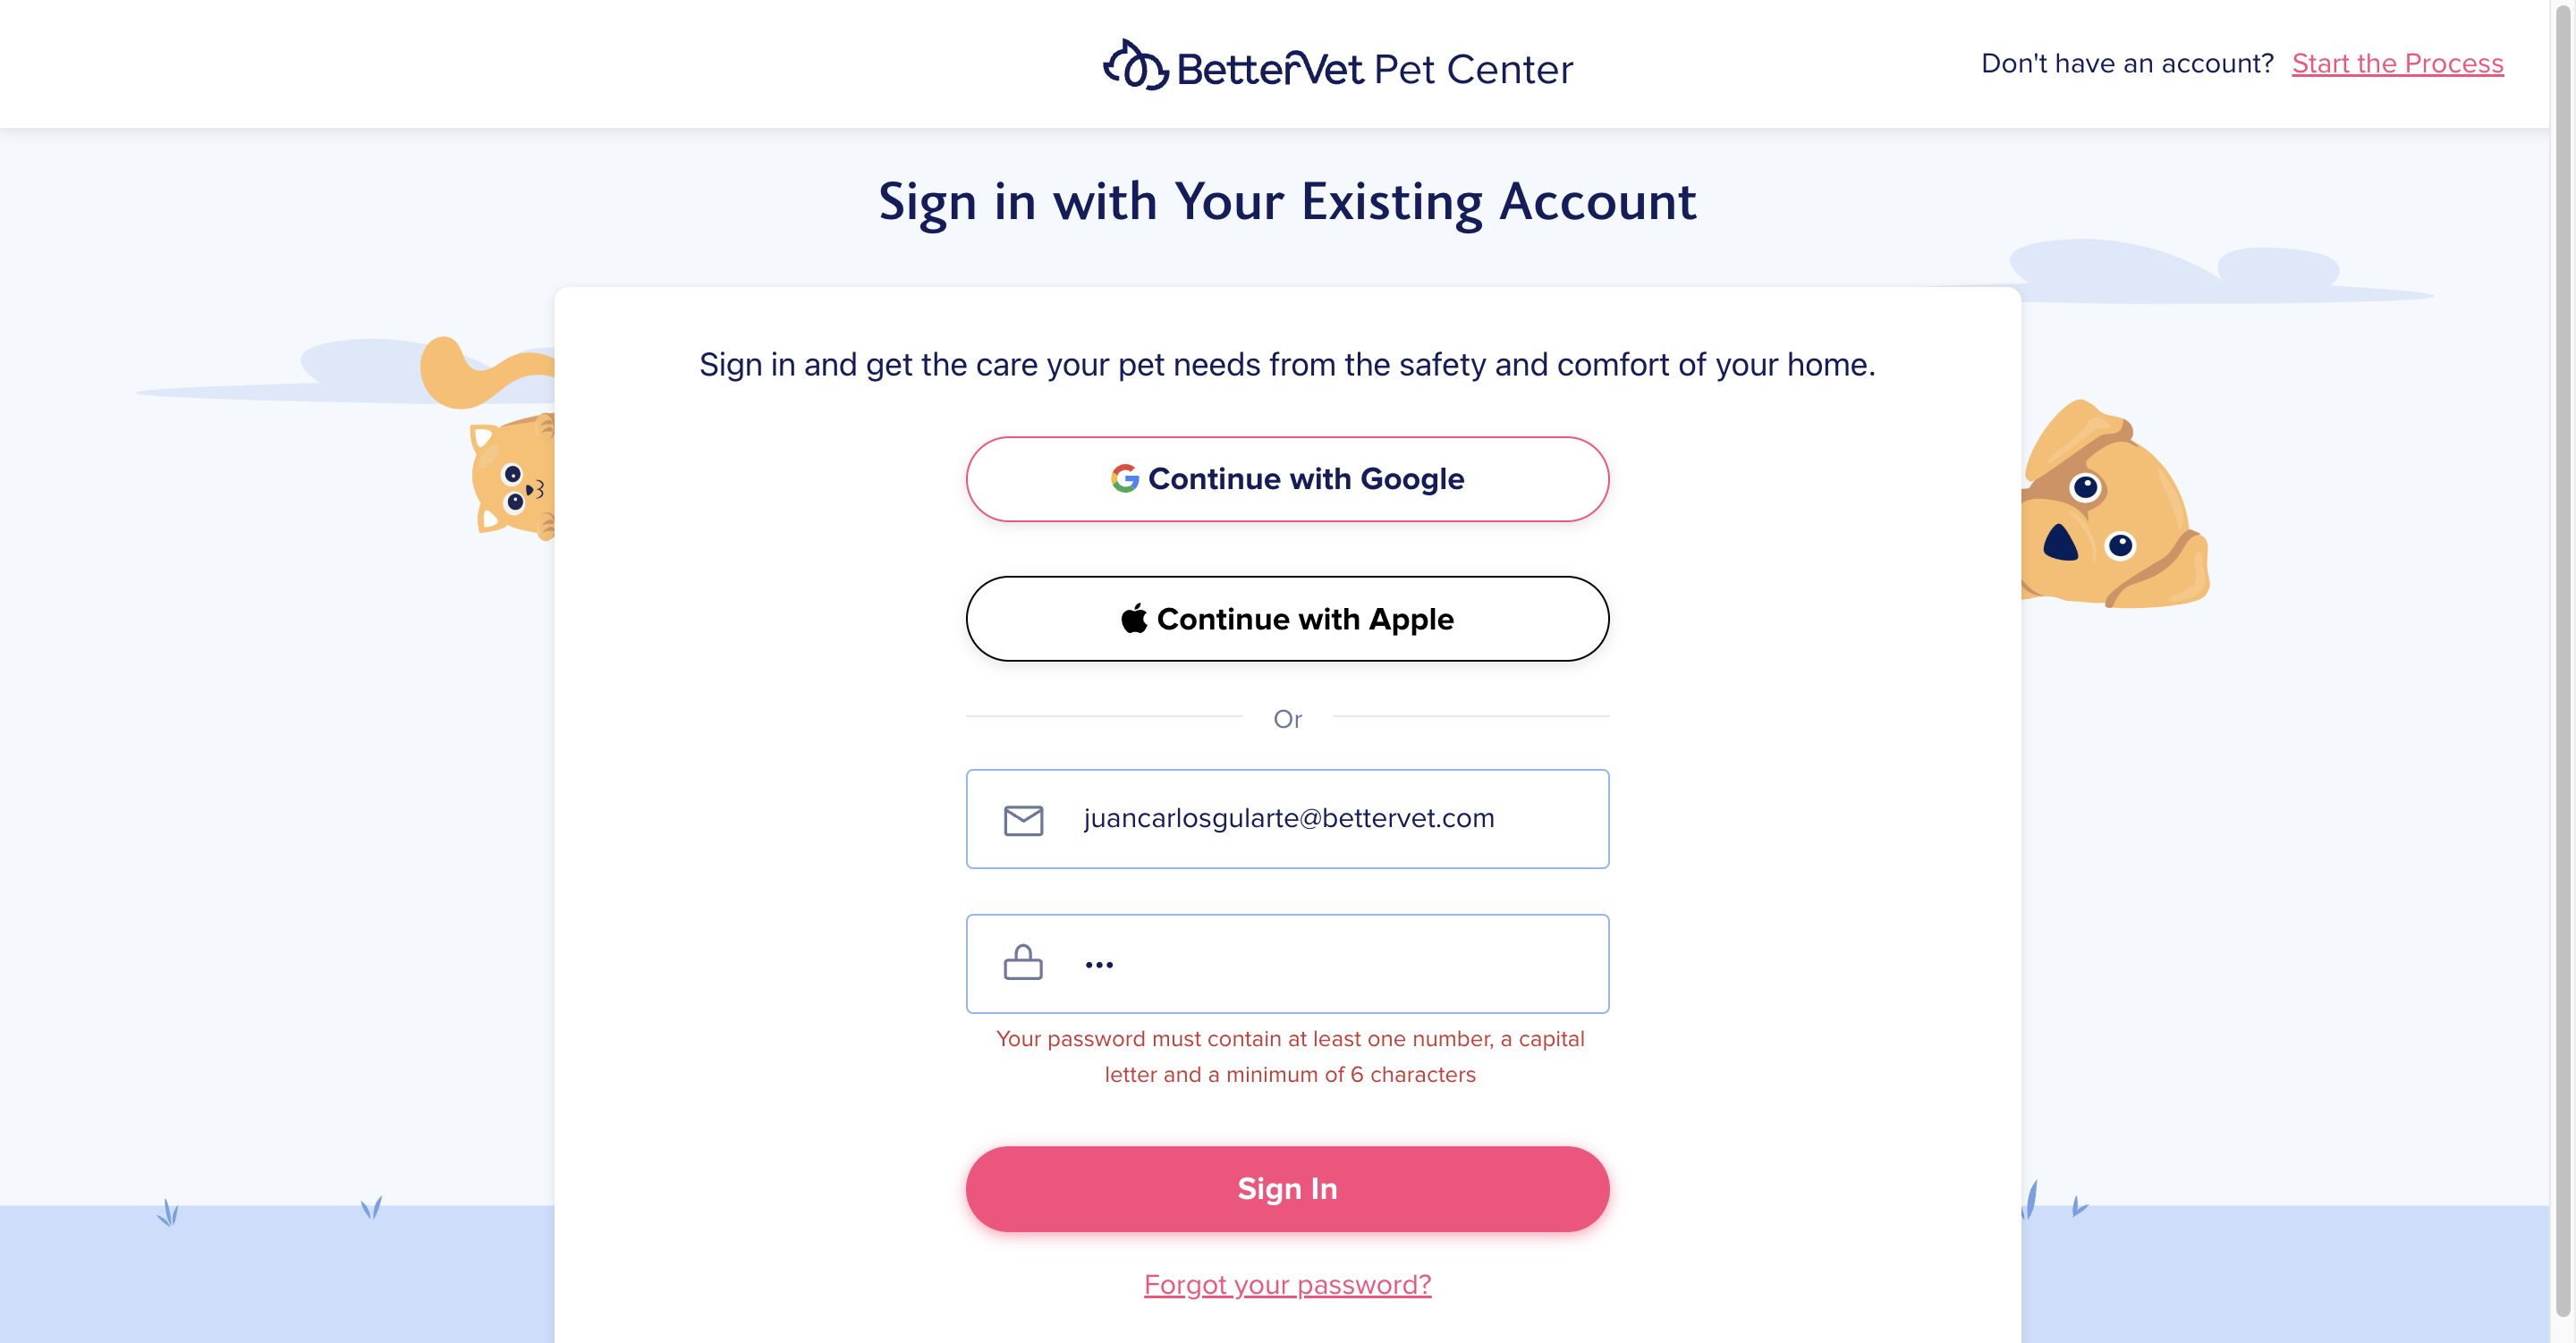 BetterVet Pet Center
Don't have an account? Start the Process
Sign in with Your Existing Account
Sign in and get the care your pet needs from the safety and comfort of your home.
Continue with Google
Continue with Apple
Or
juancarlosgularte@bettervet.com
•••
Your password must contain at least one number, a capital
letter and a minimum of 6 characters
Sign In
Forgot your password?